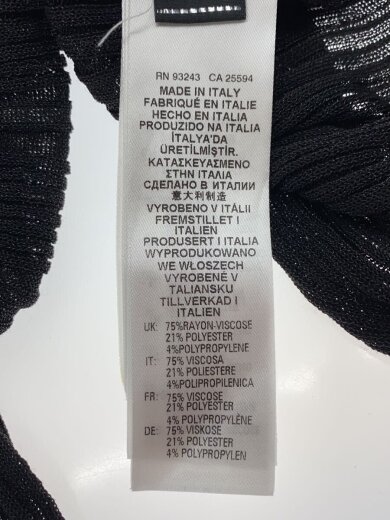 RN 93243 CA 25594
MADE IN ITALY
FABRIQUÉ EN ITALIE
HECHO EN ITALIA
PRODUZIDO NA ITALIA
İTALYA'DA
ÜRETİLMİŞTİR.
ΚΑΤΑΣΚΕΥΑΣΜΕΝΟ
ΣΤΗΝ ΙΤΑΛΙΑ
СДЕЛАНО В ИТАЛИИ
意大利制造
VYROBENO V ITÁLII
FREMSTILLET I
ITALIEN
PRODUSERT I ITALIA
WYPRODUKOWANO
WE WŁOSZECH
VYROBENÉ V
TALIANSKU
TILLVERKAD I
ITALIEN
UK: 75%RAYON-VISCOSE
21% POLYESTER
4%POLYPROPYLENE
IT: 75%VISCOSA
21% POLIESTERE
4%POLIPROPILENICA
FR: 75% VISCOSE
21% POLYESTER
4% POLYPROPYLÈNE
DE: 75% VISKOSE
21% POLYESTER
4% POLYPROPYLEN